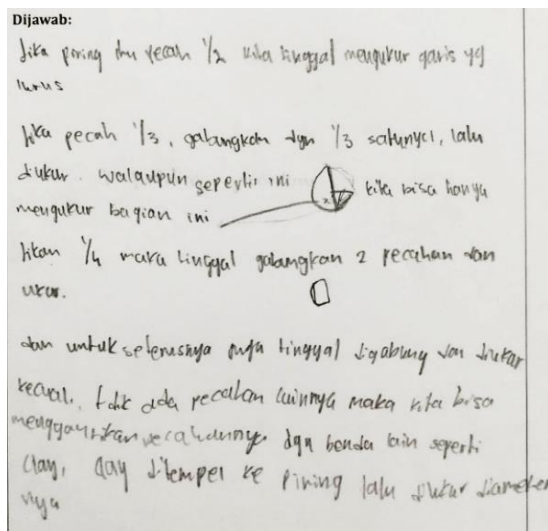 Dijawab:
Jika piring itu pecah 1/2 kita tinggal mengukur garis yg
lurus
Jika pecah 1/3, gabungkan dgn 1/3 satunya, lalu
diukur. walaupun seperti ini kita bisa hanya
mengukur bagian ini
Jikan 1/4 maka tinggal gabungkan 2 pecahan dan
ukur.
dan untuk seterusnya juga tinggal digabung dan diukur
kecuali, tdk ada pecahan lainnya maka kita bisa
menggantikan pecahannya dgn benda lain seperti
clay, clay ditempel ke piring lalu diukur diameter
nya